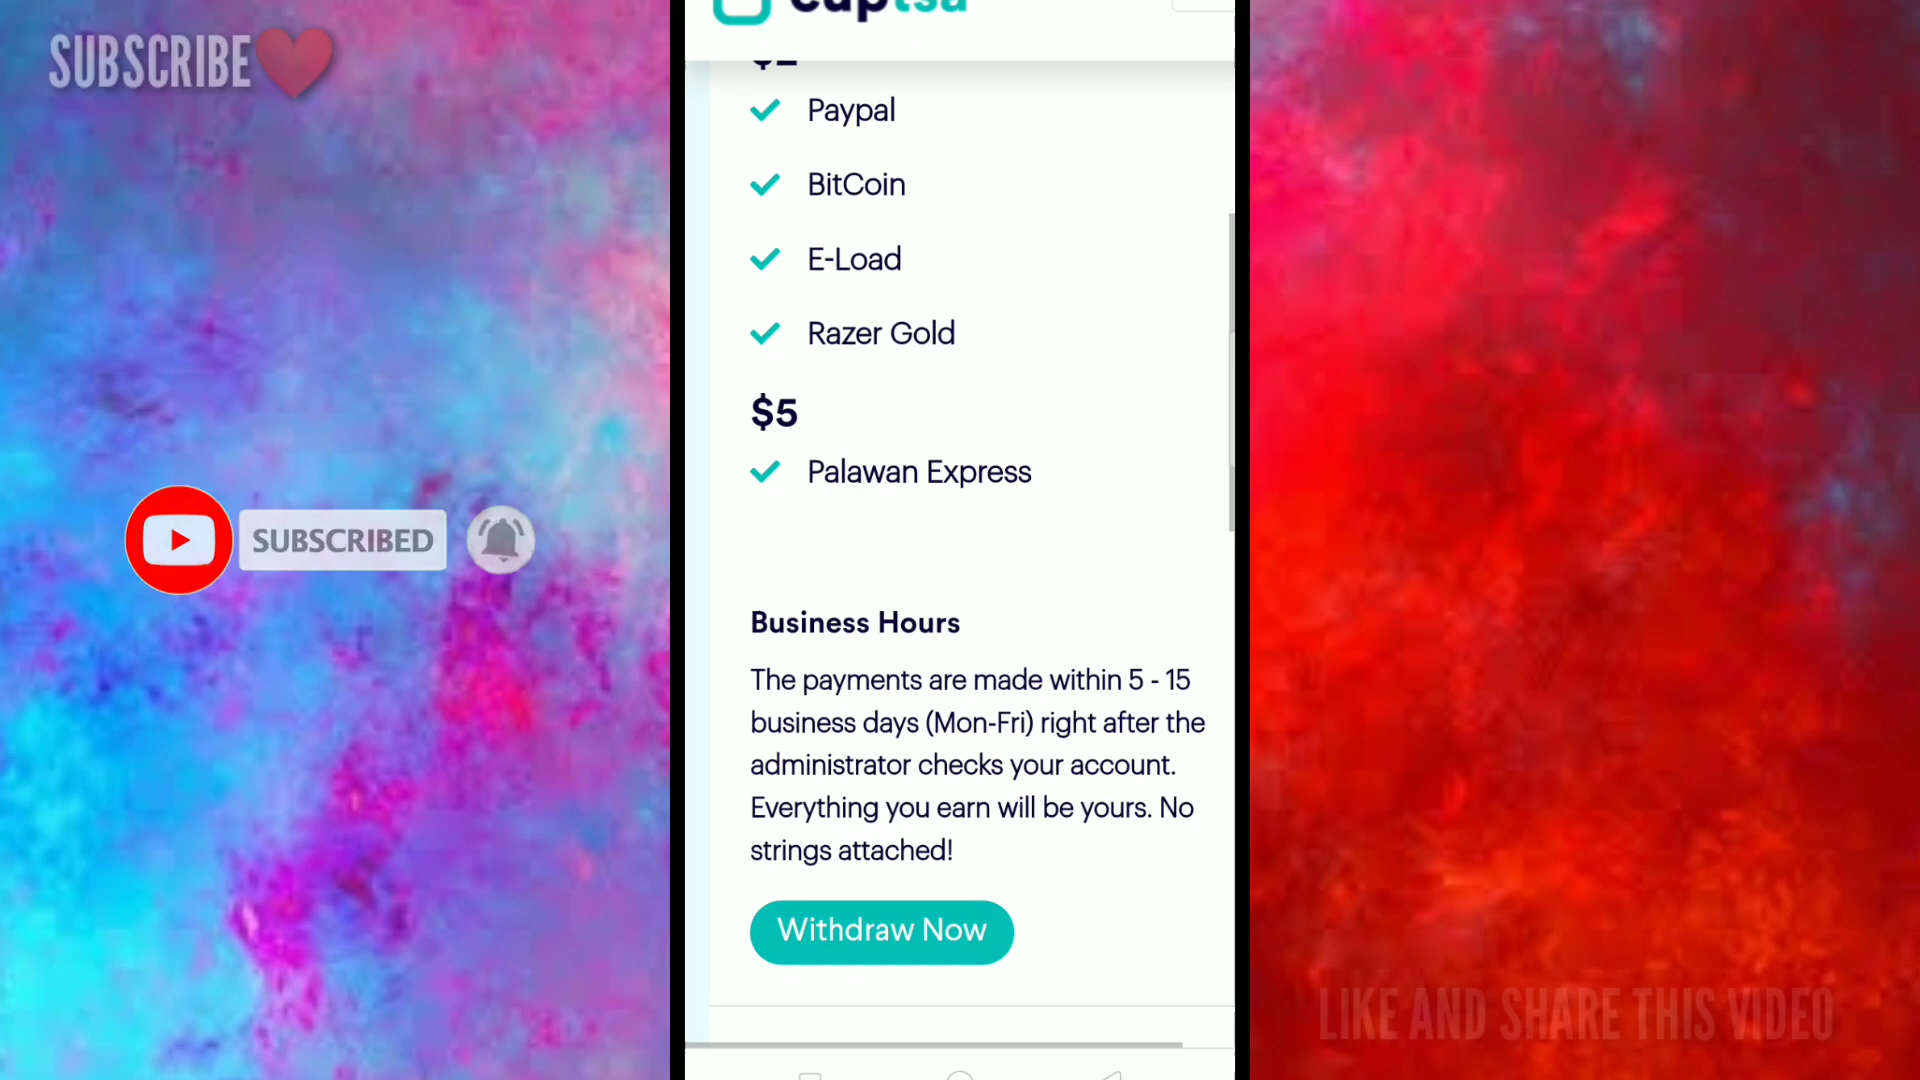 SUBSCRIBE
Paypal
BitCoin
E-Load
Razer Gold
$5
Palawan Express
SUBSCRIBED
Business Hours
The payments are made within 5 - 15
business days (Mon-Fri) right after the
administrator checks your account.
Everything you earn will be yours. No
strings attached!
Withdraw Now
LIKE AND SHARE THIS VIDEO